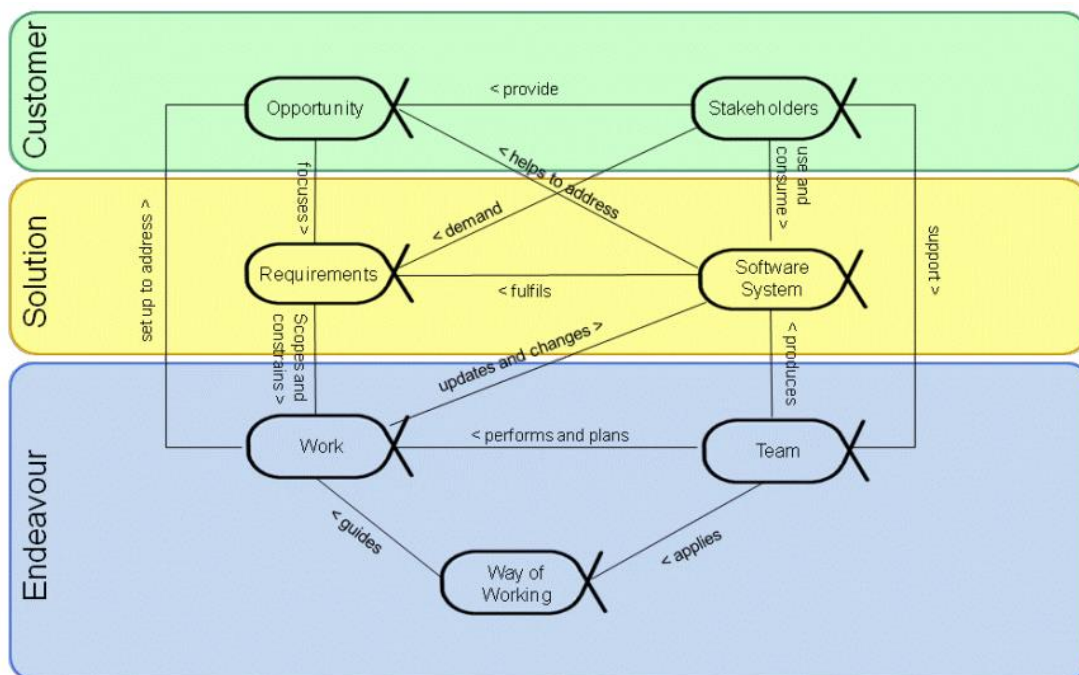 Customer
Opportunity
< provide
Stakeholders
focuses >
< helps to address
use and
consume >
< demand
set up to address <
support >
Solution
Requirements
Software
System
< fulfils
Scopes and
constrains >
updates and changes >
< produces
Endeavour
Work
< performs and plans
Team
< guides
< applies
Way of
Working